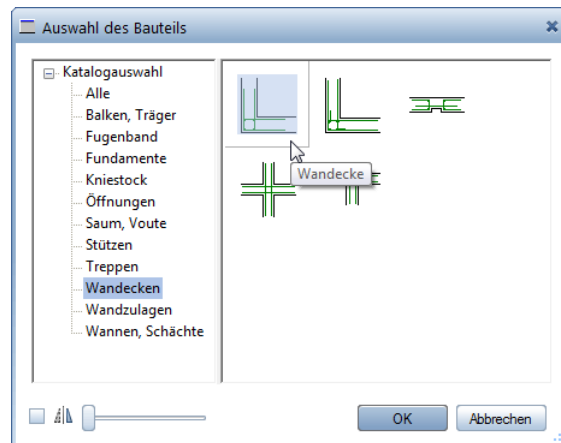 Auswahl des Bauteils
Katalogauswahl
Alle
Balken, Träger
Fugenband
Fundamente
Kniestock
Öffnungen
Saum, Voute
Stützen
Treppen
Wandecken
Wandzulagen
Wannen, Schächte
Wandecke
OK
Abbrechen